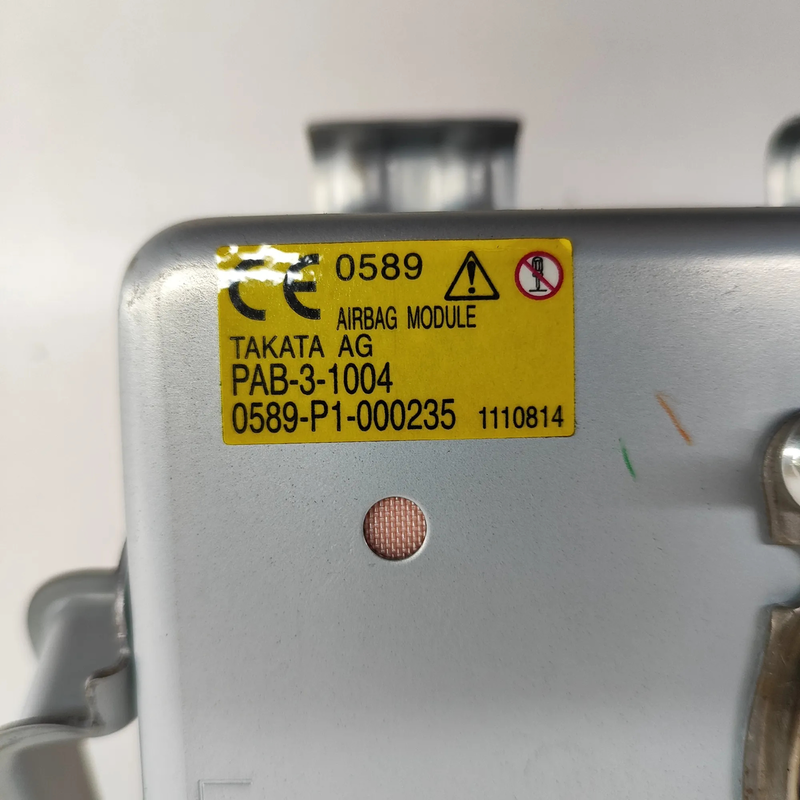 CE 0589
AIRBAG MODULE
TAKATA AG
PAB-3-1004
0589-P1-000235 1110814